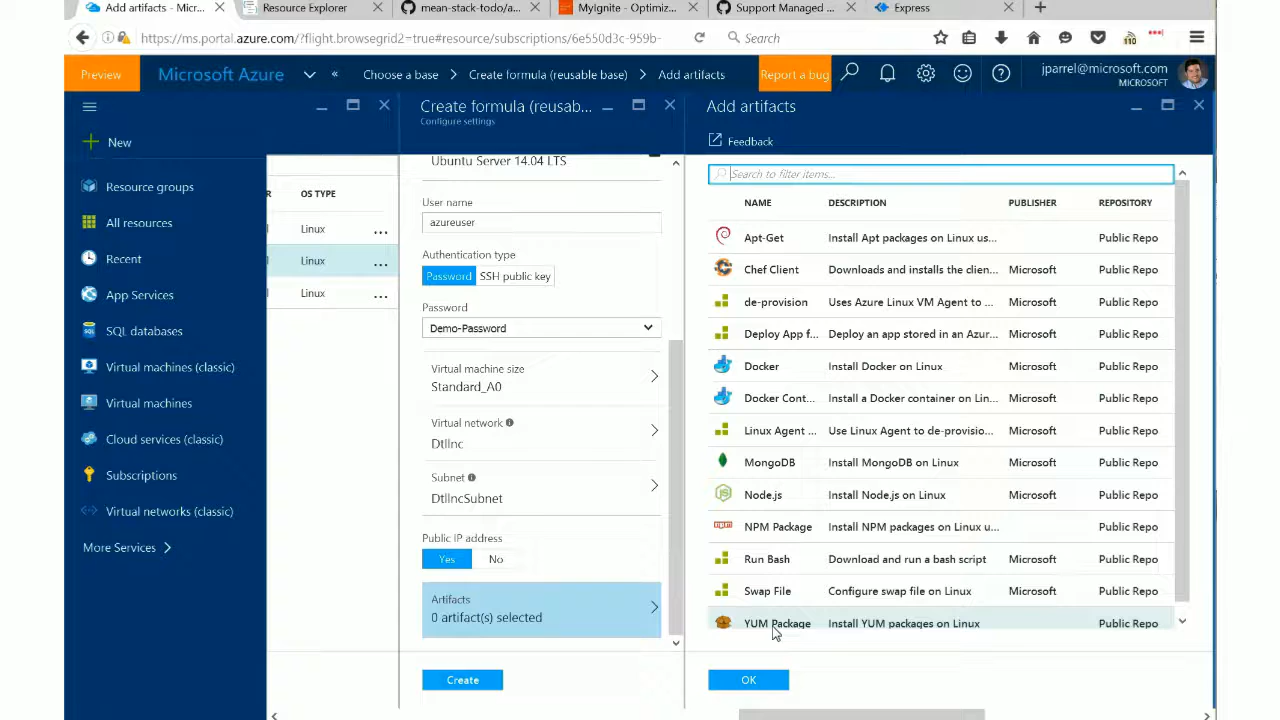 Add artifacts - Micr...
Resource Explorer
mean-stack-todo/a...
MyIgnite - Optimiz...
Support Managed ...
Express
https://ms.portal.azure.com/?flight.browsegrid2=true#resource/subscriptions/6e550d3c-959b-
Search
110
Preview
Microsoft Azure
«
Choose a base
Create formula (reusable base)
Add artifacts
Report a bug
jparrel@microsoft.com
MICROSOFT
New
Resource groups
All resources
Recent
App Services
SQL databases
Virtual machines (classic)
Virtual machines
Cloud services (classic)
Subscriptions
Virtual networks (classic)
More Services
R
OS TYPE
Linux
...
Linux
...
Linux
...
Create formula (reusab...
Configure settings
Ubuntu Server 14.04 LTS
User name
azureuser
Authentication type
Password SSH public key
Password
Demo-Password
Virtual machine size
Standard_A0
Virtual network
Dtllnc
Subnet
DtllncSubnet
Public IP address
Yes No
Artifacts
0 artifact(s) selected
Create
Add artifacts
Feedback
Search to filter items...
NAME DESCRIPTION PUBLISHER REPOSITORY
Apt-Get Install Apt packages on Linux us... Public Repo
Chef Client Downloads and installs the clien... Microsoft Public Repo
de-provision Uses Azure Linux VM Agent to ... Microsoft Public Repo
Deploy App f... Deploy an app stored in an Azur... Microsoft Public Repo
Docker Install Docker on Linux Microsoft Public Repo
Docker Cont... Install a Docker container on Lin... Microsoft Public Repo
Linux Agent ... Use Linux Agent to de-provisio... Microsoft Public Repo
MongoDB Install MongoDB on Linux Microsoft Public Repo
Node.js Install Node.js on Linux Microsoft Public Repo
NPM Package Install NPM packages on Linux u... Public Repo
Run Bash Download and run a bash script Microsoft Public Repo
Swap File Configure swap file on Linux Microsoft Public Repo
YUM Package Install YUM packages on Linux Public Repo
OK